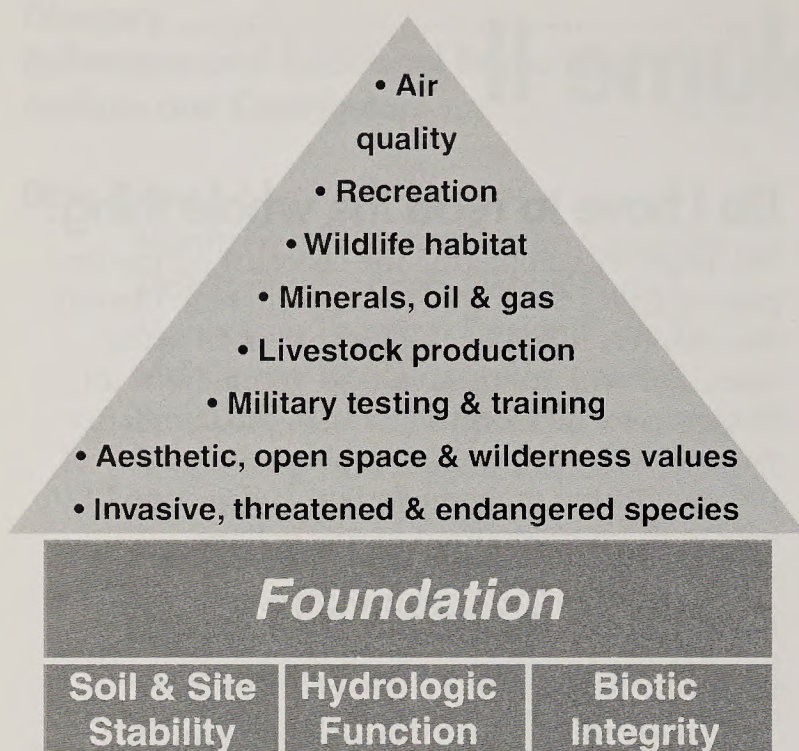 • Air
quality
• Recreation
• Wildlife habitat
• Minerals, oil & gas
• Livestock production
• Military testing & training
• Aesthetic, open space & wilderness values
• Invasive, threatened & endangered species
Foundation
Soil & Site Hydrologic Biotic
Stability Function Integrity